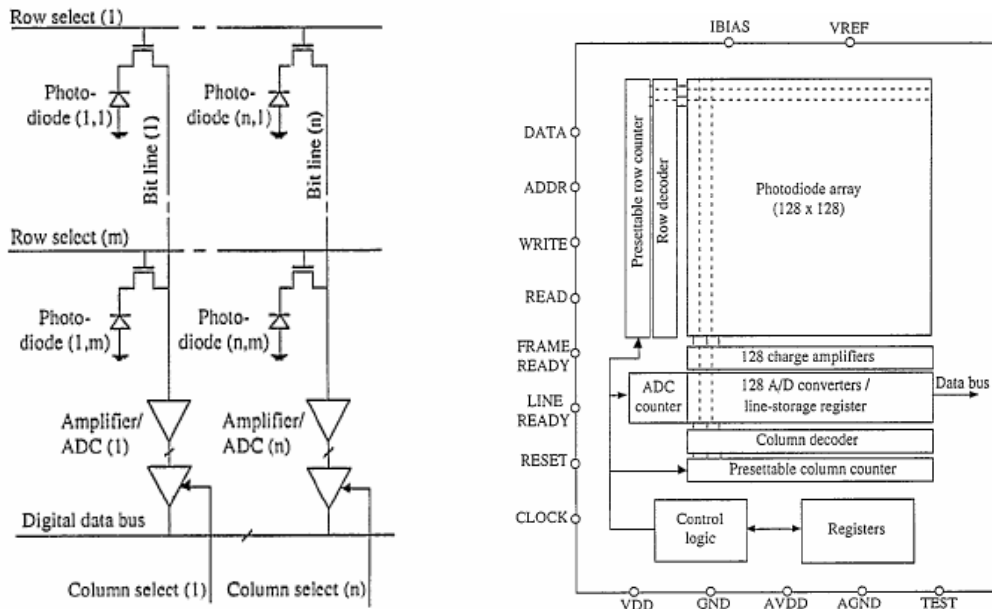 Row select (1)
Photo-
diode (1,1)
Photo-
diode (n,1)
Bit line (1)
Bit line (n)
Row select (m)
Photo-
diode (1,m)
Photo-
diode (n,m)
Amplifier/
ADC (1)
Amplifier/
ADC (n)
Digital data bus
Column select (1)
Column select (n)
IBIAS
VREF
DATA
ADDR
WRITE
READ
FRAME
READY
LINE
READY
RESET
CLOCK
Presettable row counter
Row decoder
Photodiode array
(128 x 128)
128 charge amplifiers
ADC
counter
128 A/D converters /
line-storage register
Data bus
Column decoder
Presettable column counter
Control
logic
Registers
VDD
GND
AVDD
AGND
TEST